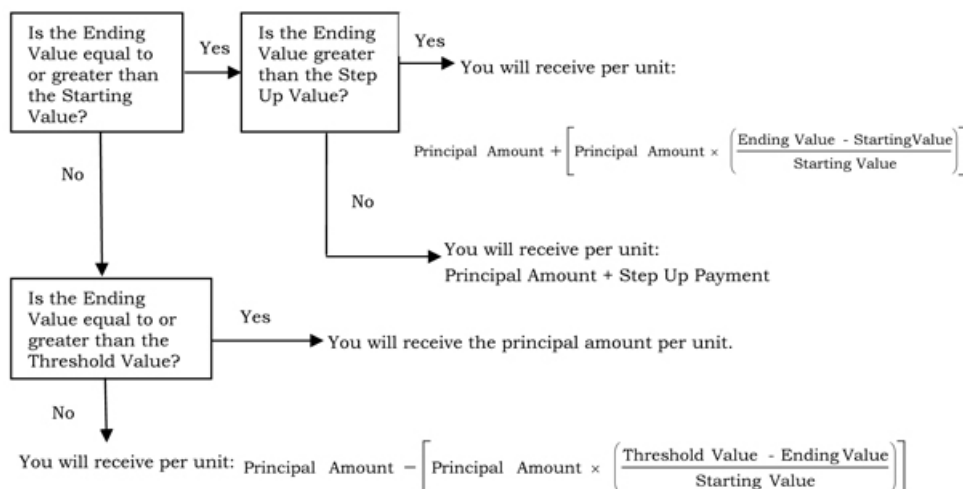 Is the Ending
Value equal to
or greater than
the Starting
Value?
Yes
Is the Ending
Value greater
than the Step
Up Value?
Yes
You will receive per unit:
Principal Amount + [Principal Amount × (Ending Value - StartingValue
Starting Value)]
No
No
You will receive per unit:
Principal Amount + Step Up Payment
Is the Ending
Value equal to or
greater than the
Threshold Value?
Yes
You will receive the principal amount per unit.
No
You will receive per unit: Principal Amount − [Principal Amount × (Threshold Value - Ending Value
Starting Value)]